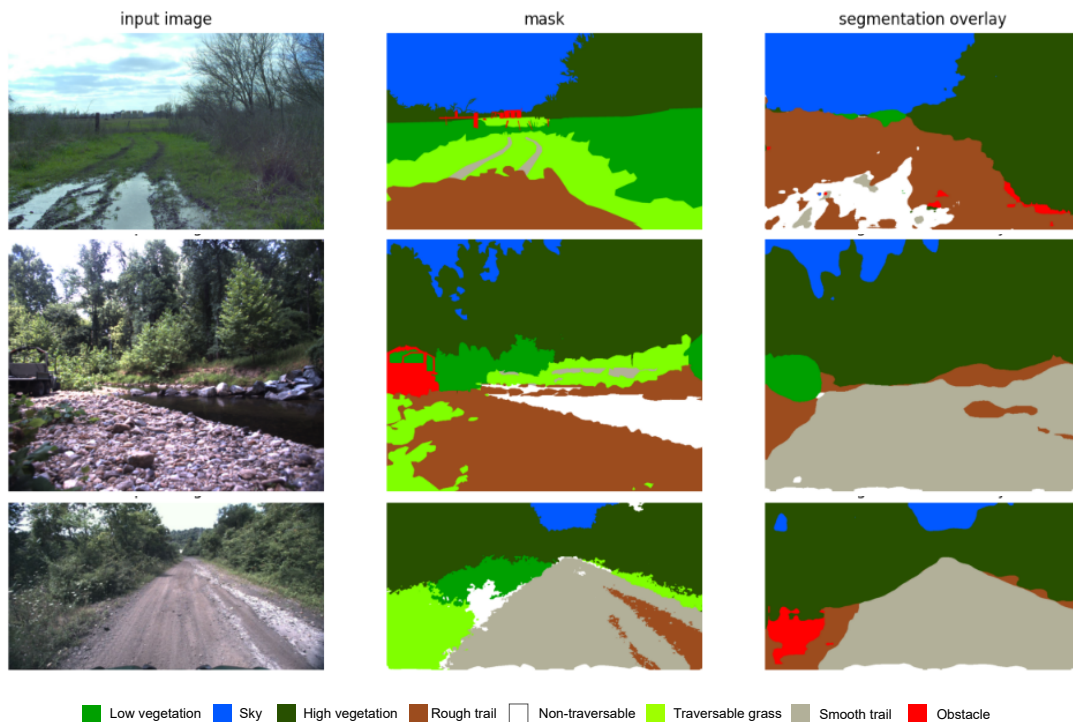 input image mask segmentation overlay
Low vegetation Sky High vegetation Rough trail Non-traversable Traversable grass Smooth trail Obstacle